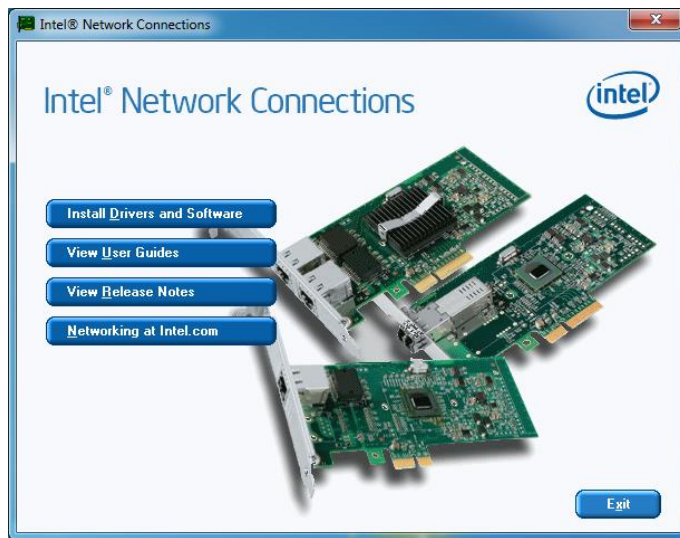 Intel® Network Connections
Intel® Network Connections
intel
Install Drivers and Software
View User Guides
View Release Notes
Networking at Intel.com
Exit